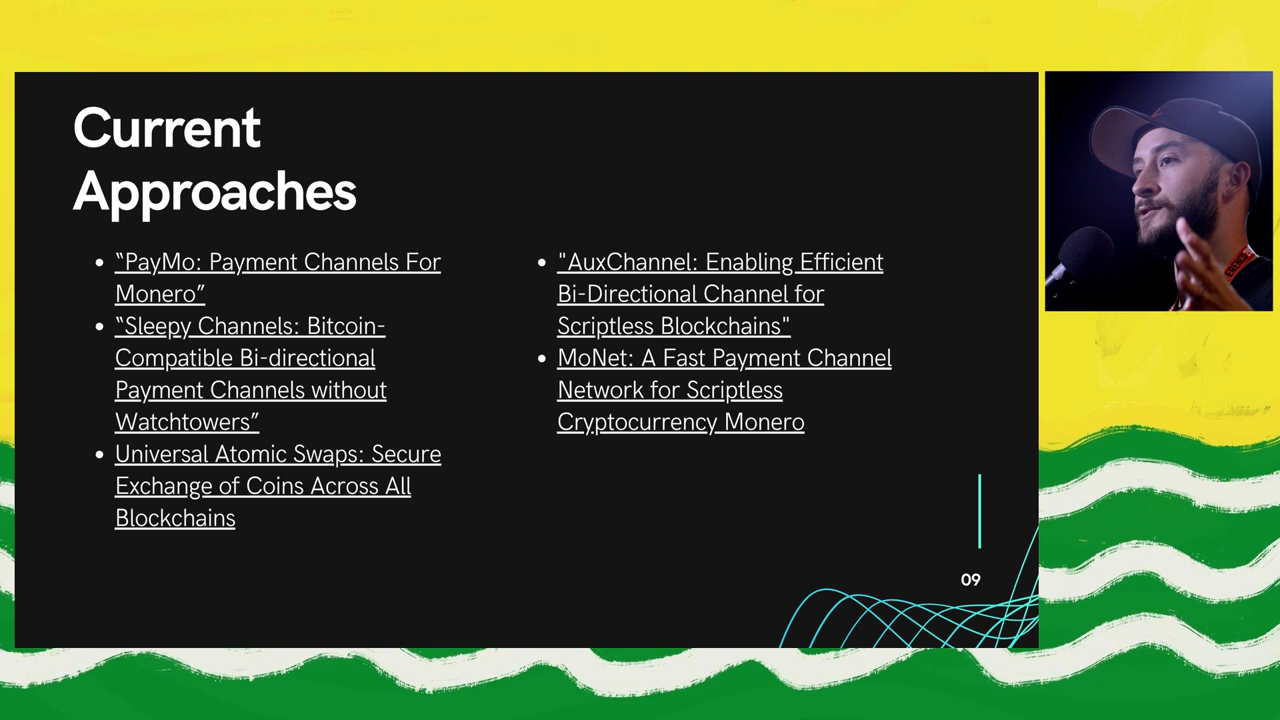 Current
Approaches
“PayMo: Payment Channels For
Monero”
“Sleepy Channels: Bitcoin-
Compatible Bi-directional
Payment Channels without
Watchtowers”
Universal Atomic Swaps: Secure
Exchange of Coins Across All
Blockchains
"AuxChannel: Enabling Efficient
Bi-Directional Channel for
Scriptless Blockchains"
MoNet: A Fast Payment Channel
Network for Scriptless
Cryptocurrency Monero
09